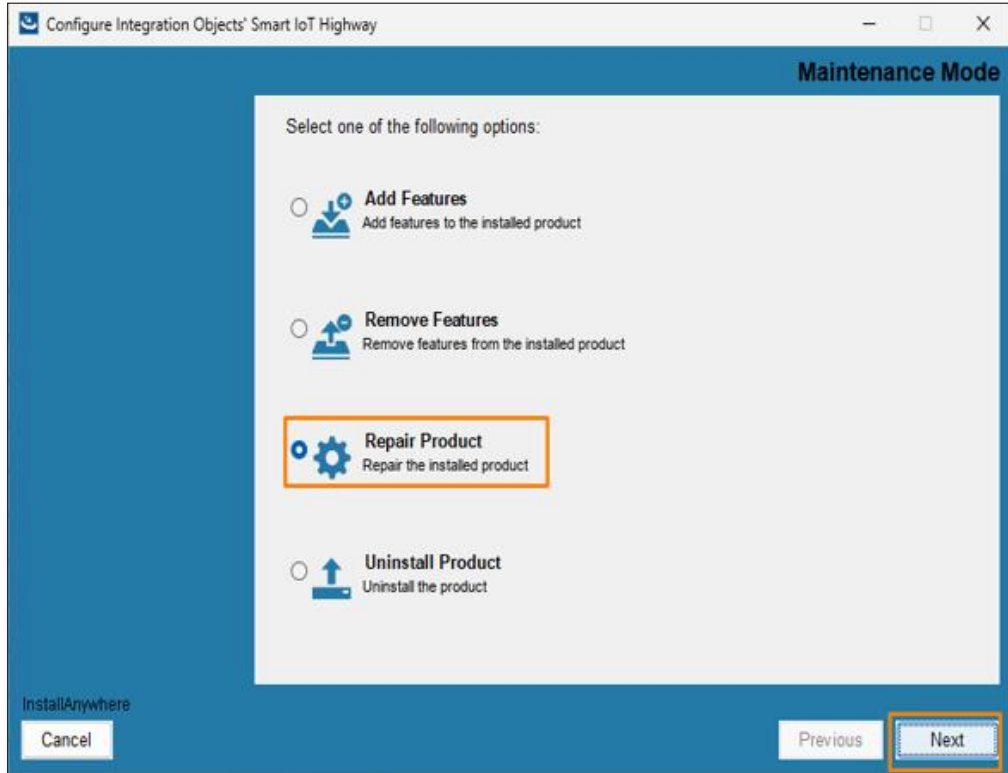 Configure Integration Objects' Smart IoT Highway
Maintenance Mode
Select one of the following options:
Add Features
Add features to the installed product
Remove Features
Remove features from the installed product
Repair Product
Repair the installed product
Uninstall Product
Uninstall the product
InstallAnywhere
Cancel
Previous
Next